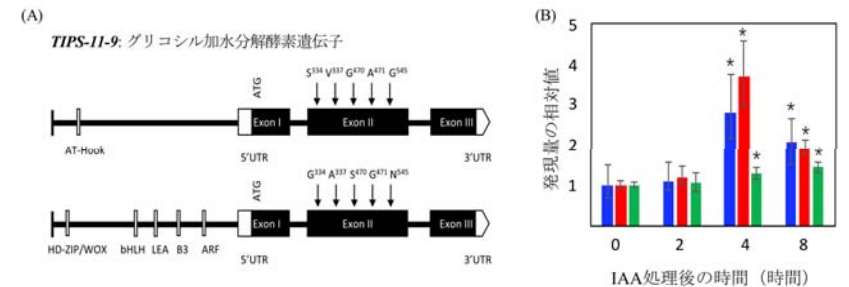 (A)
TIPS-11-9: グリコシル加水分解酵素遺伝子
ATG
S334 V337 G470 A471 G545
Exon I
Exon II
Exon III
AT-Hook
5'UTR
3'UTR
ATG
G334 A337 S470 G471 N545
Exon I
Exon II
Exon III
HD-ZIP/WOX
bHLH
LEA
B3
ARF
5'UTR
3'UTR
(B)
発現量の相対値
5
4
3
2
1
* * * * * *
0
2
4
8
IAA処理後の時間(時間)